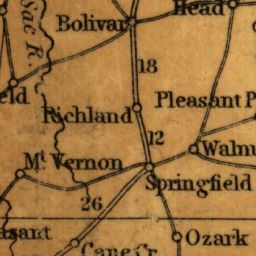 Head
Bolivar
Sac R.
18
eld
Pleasant P
Richland
12
Walnu
Mt. Vernon
Springfield
26
asant
Ozark
Cane Cr.